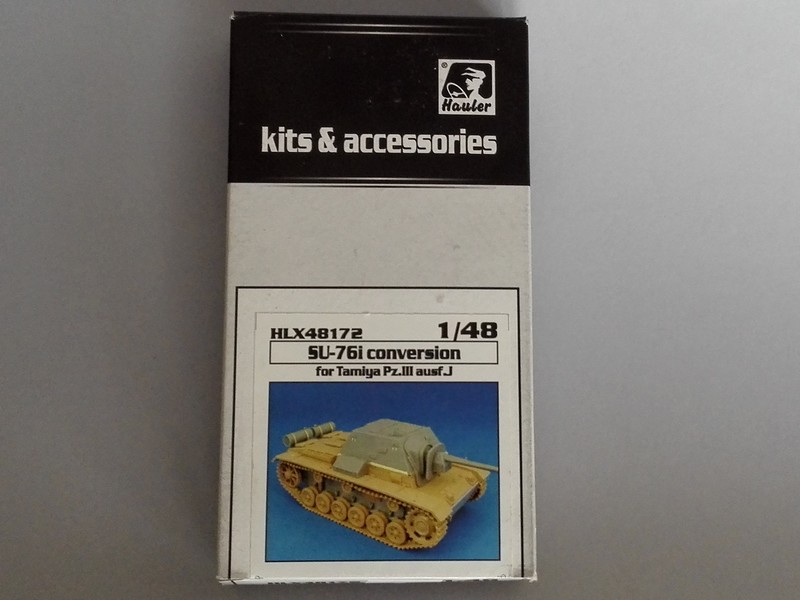 ®
Hauler
kits & accessories
HLX48172 1/48
SU-76i conversion
for Tamiya Pz.III ausf.J